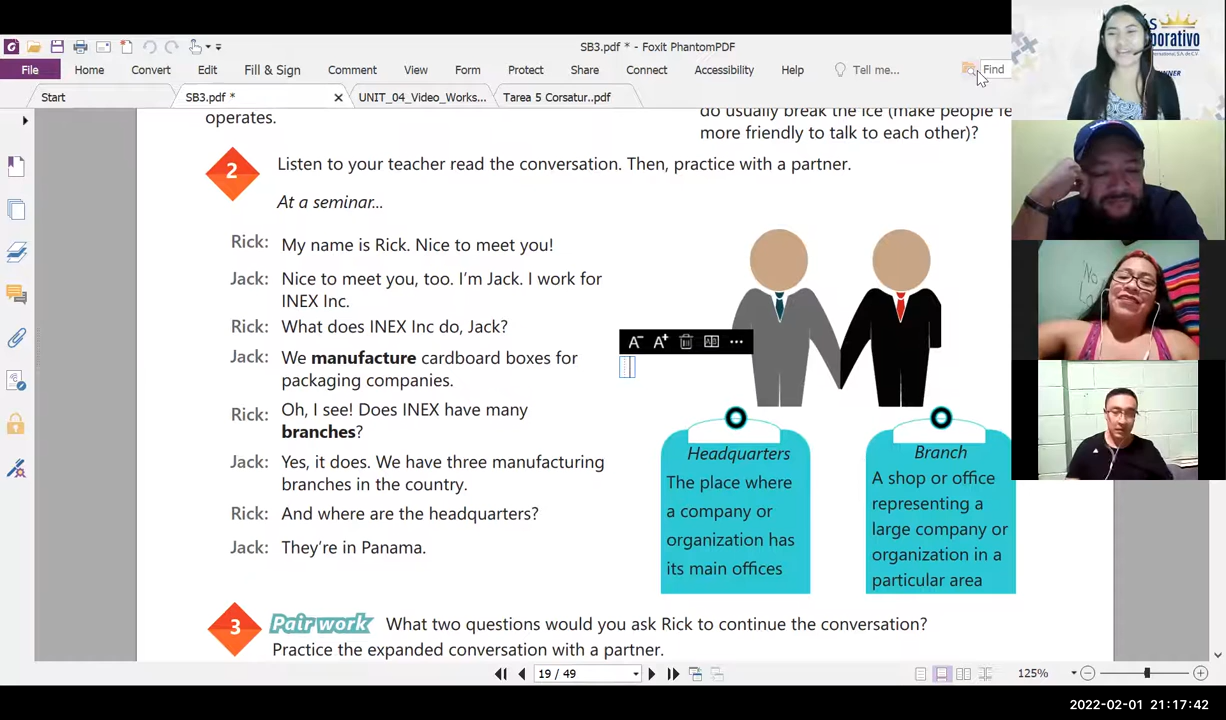 SB3.pdf * - Foxit PhantomPDF
File Home Convert Edit Fill & Sign Comment View Form Protect Share Connect Accessibility Help Tell me... Find
Start SB3.pdf * UNIT_04_Video_Works... Tarea 5 Corsatur..pdf
operates.
do usually break the ice (make people fe
more friendly to talk to each other)?
2 Listen to your teacher read the conversation. Then, practice with a partner.
At a seminar...
Rick: My name is Rick. Nice to meet you!
Jack: Nice to meet you, too. I'm Jack. I work for
INEX Inc.
Rick: What does INEX Inc do, Jack?
Jack: We manufacture cardboard boxes for
packaging companies.
Rick: Oh, I see! Does INEX have many
branches?
Jack: Yes, it does. We have three manufacturing
branches in the country.
Rick: And where are the headquarters?
Jack: They're in Panama.
Headquarters
The place where
a company or
organization has
its main offices
Branch
A shop or office
representing a
large company or
organization in a
particular area
3 Pair work What two questions would you ask Rick to continue the conversation?
Practice the expanded conversation with a partner.
19 / 49
125%
2022-02-01 21:17:42